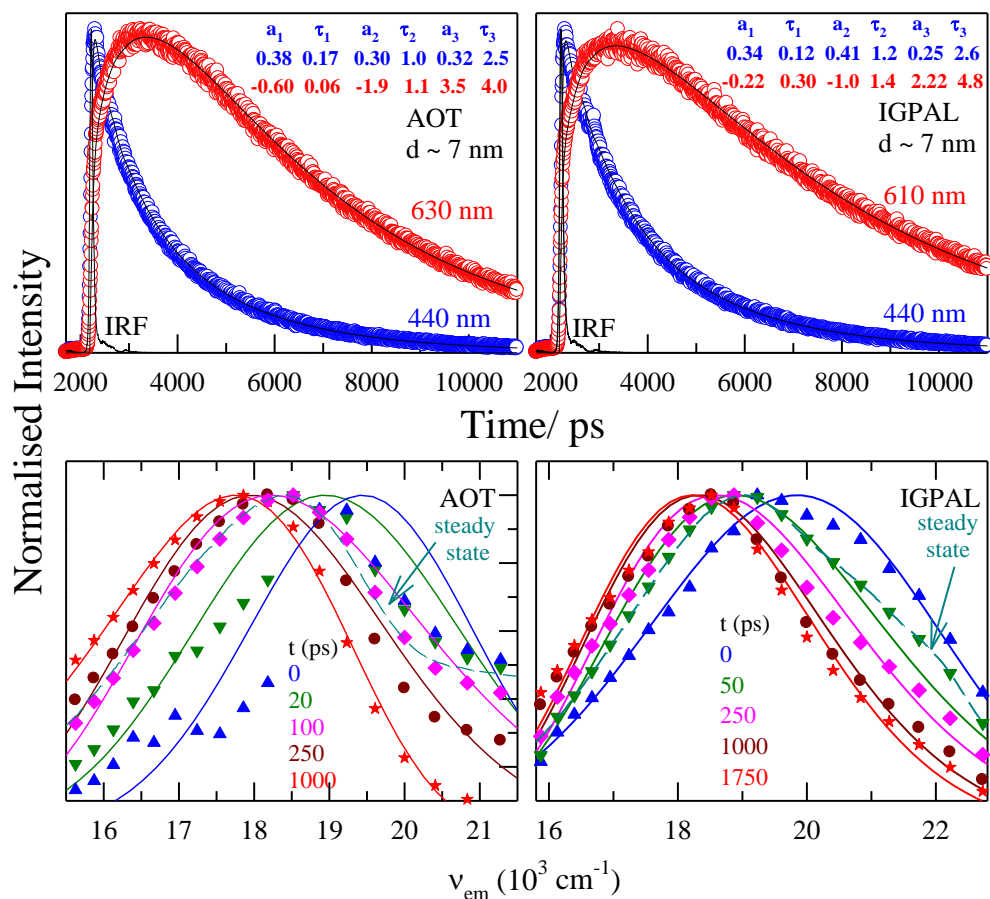 Normalised Intensity
a1 τ1 a2 τ2 a3 τ3
0.38 0.17 0.30 1.0 0.32 2.5
-0.60 0.06 -1.9 1.1 3.5 4.0
AOT
d ~ 7 nm
630 nm
440 nm
IRF
2000 4000 6000 8000 10000
a1 τ1 a2 τ2 a3 τ3
0.34 0.12 0.41 1.2 0.25 2.6
-0.22 0.30 -1.0 1.4 2.22 4.8
IGPAL
d ~ 7 nm
610 nm
440 nm
IRF
2000 4000 6000 8000 10000
Time/ ps
AOT
steady
state
t (ps)
0
20
100
250
1000
16 17 18 19 20 21
IGPAL
steady
state
t (ps)
0
50
250
1000
1750
16 18 20 22
νem (10³ cm⁻¹)